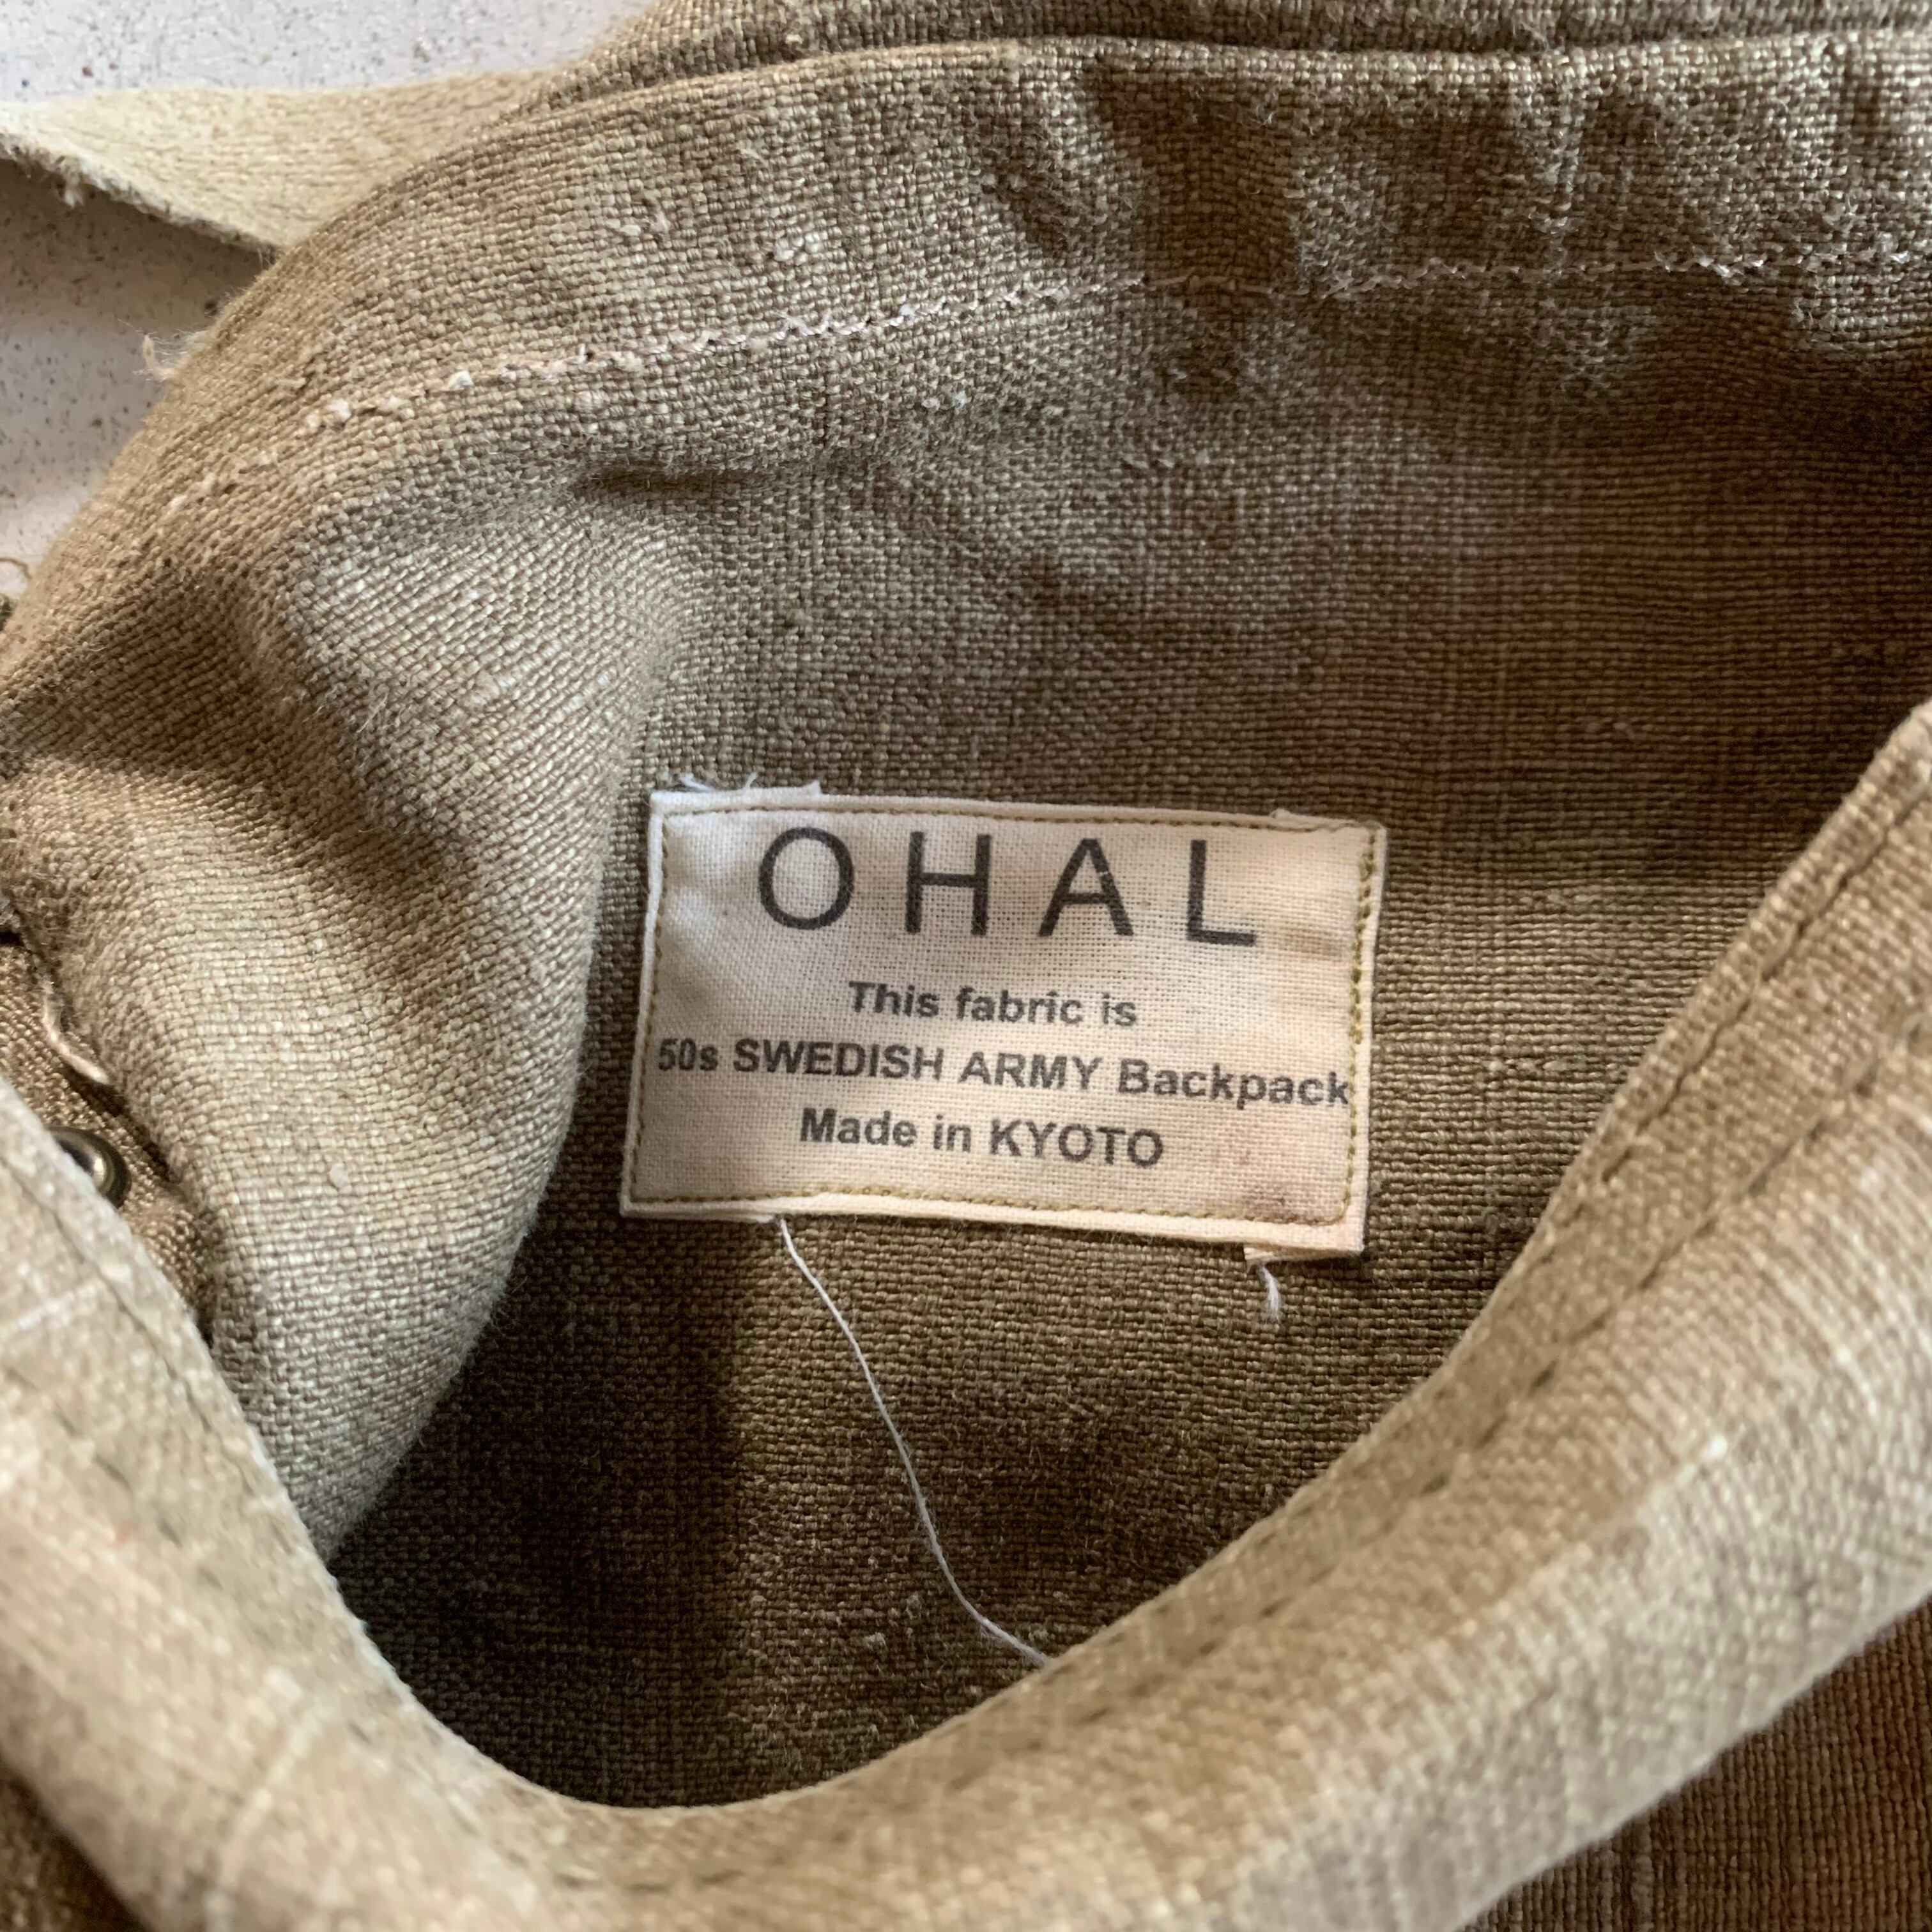 OHAL
This fabric is
50s SWEDISH ARMY Backpack
Made in KYOTO